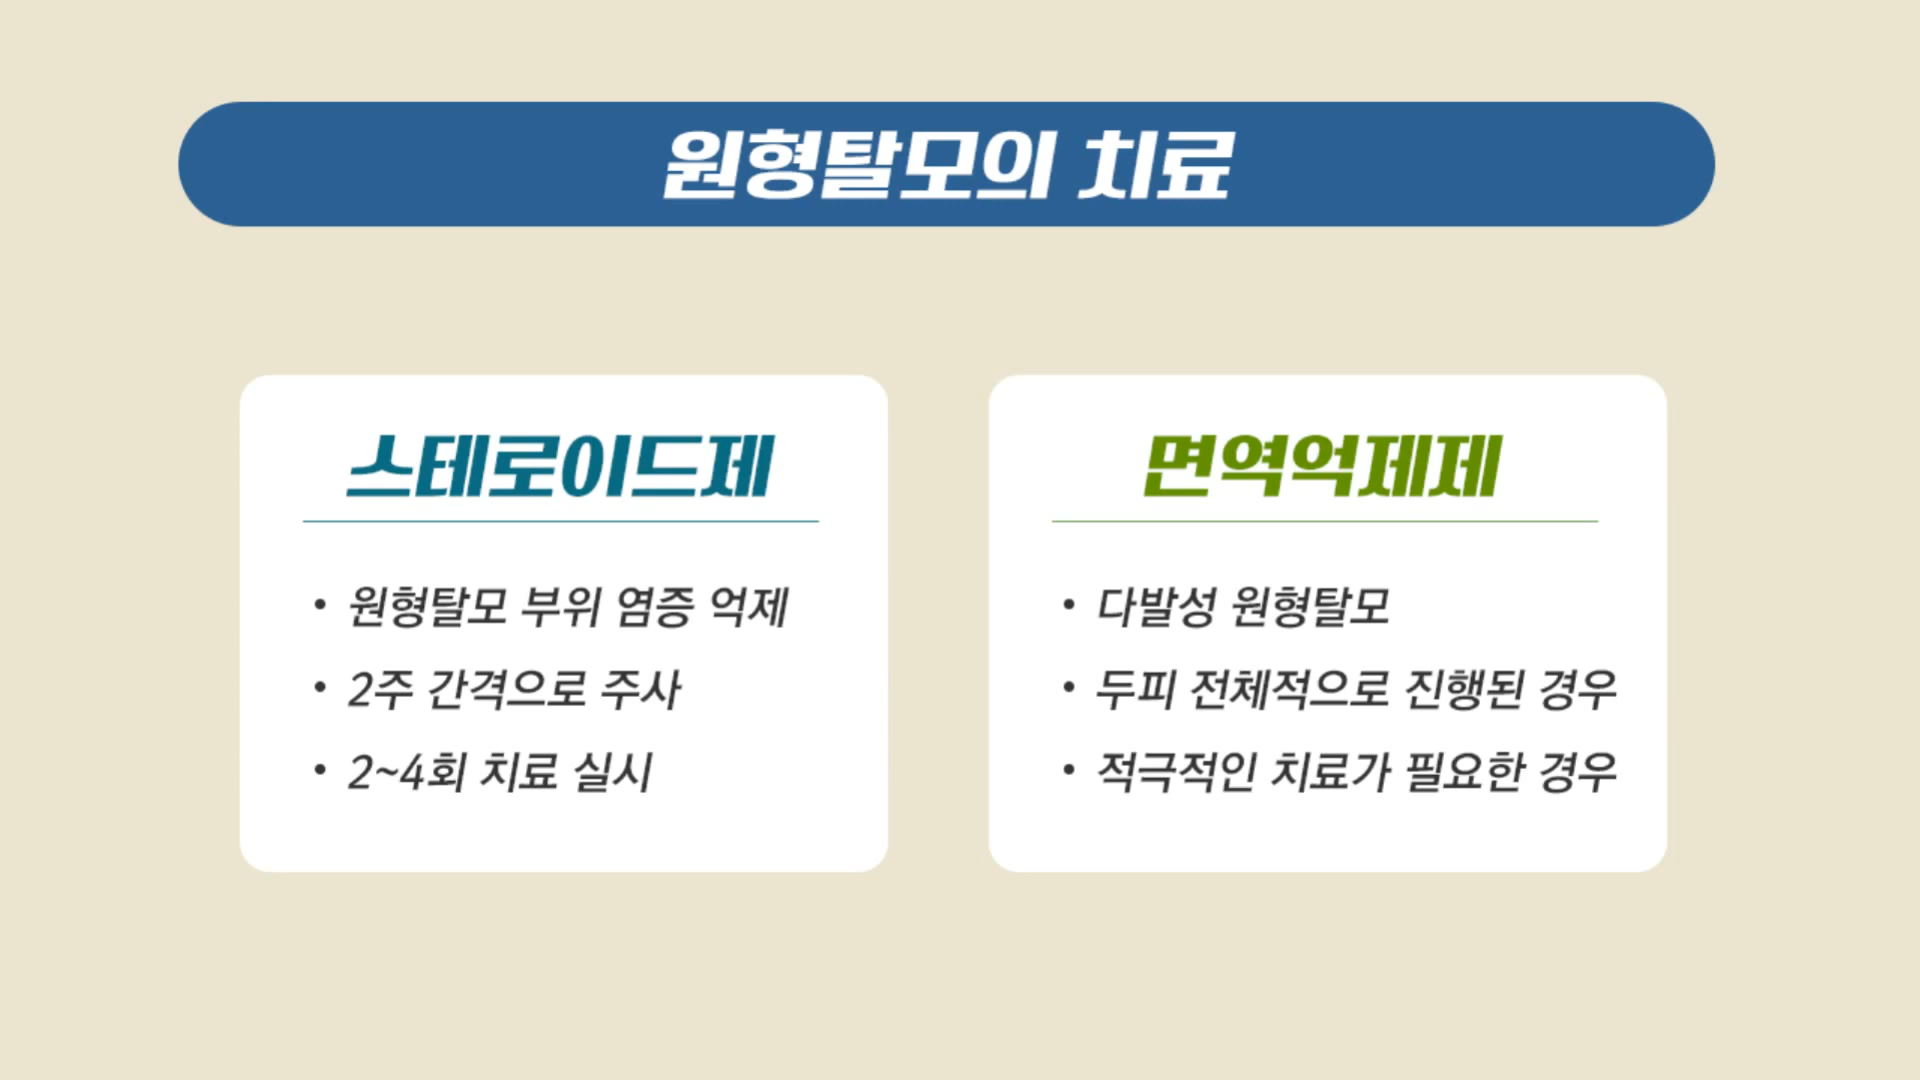 원형탈모의 치료
스테로이드제
• 원형탈모 부위 염증 억제
• 2주 간격으로 주사
• 2~4회 치료 실시
면역억제제
• 다발성 원형탈모
• 두피 전체적으로 진행된 경우
• 적극적인 치료가 필요한 경우